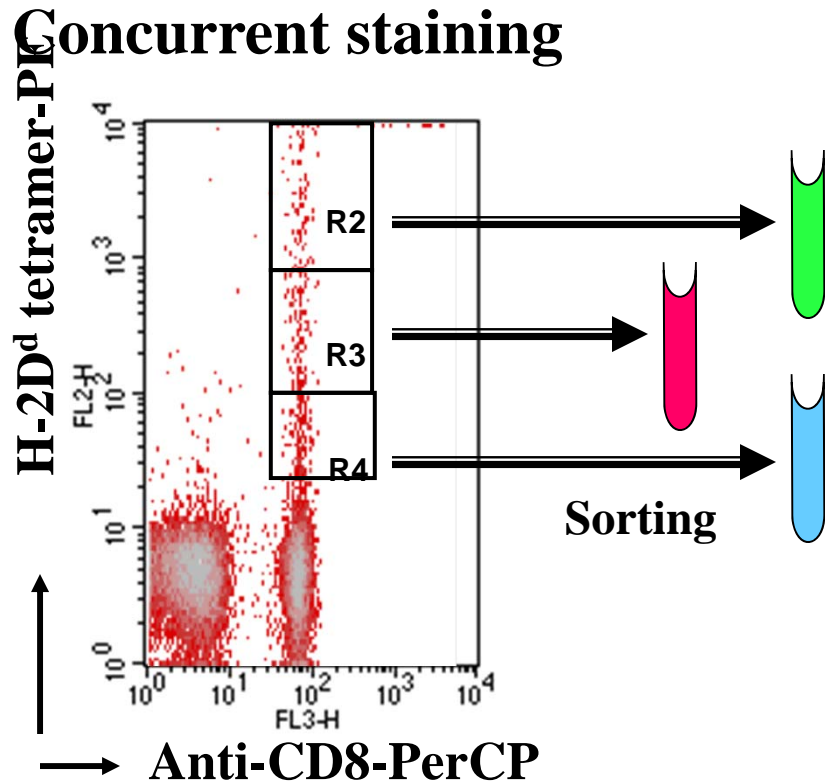 Concurrent staining
H-2Dᵈ tetramer-PE
FL2-H
10⁴
10³
10²
10¹
10⁰
R2
R3
R4
Sorting
10⁰ 10¹ 10² 10³ 10⁴
FL3-H
Anti-CD8-PerCP